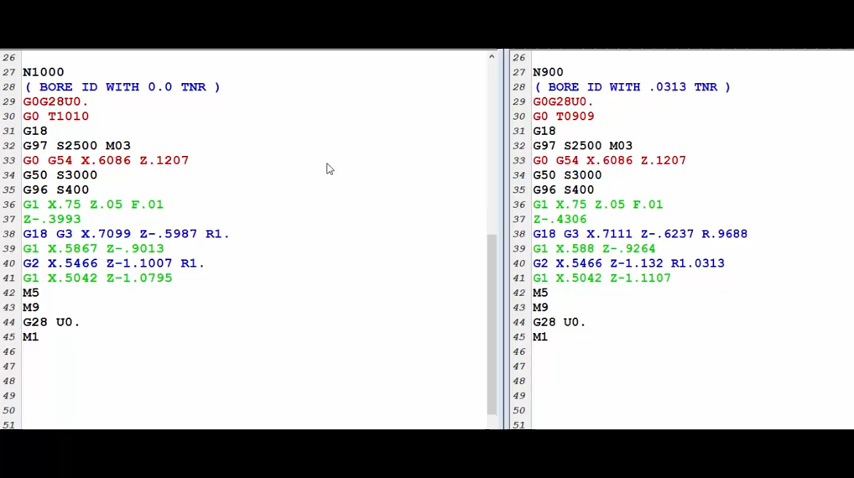 26
27 N1000
28 ( BORE ID WITH 0.0 TNR )
29 G0G28U0.
30 G0 T1010
31 G18
32 G97 S2500 M03
33 G0 G54 X.6086 Z.1207
34 G50 S3000
35 G96 S400
36 G1 X.75 Z.05 F.01
37 Z-.3993
38 G18 G3 X.7099 Z-.5987 R1.
39 G1 X.5867 Z-.9013
40 G2 X.5466 Z-1.1007 R1.
41 G1 X.5042 Z-1.0795
42 M5
43 M9
44 G28 U0.
45 M1
46
47
48
49
50
51
26
27 N900
28 ( BORE ID WITH .0313 TNR )
29 G0G28U0.
30 G0 T0909
31 G18
32 G97 S2500 M03
33 G0 G54 X.6086 Z.1207
34 G50 S3000
35 G96 S400
36 G1 X.75 Z.05 F.01
37 Z-.4306
38 G18 G3 X.7111 Z-.6237 R.9688
39 G1 X.588 Z-.9264
40 G2 X.5466 Z-1.132 R1.0313
41 G1 X.5042 Z-1.1107
42 M5
43 M9
44 G28 U0.
45 M1
46
47
48
49
50
51